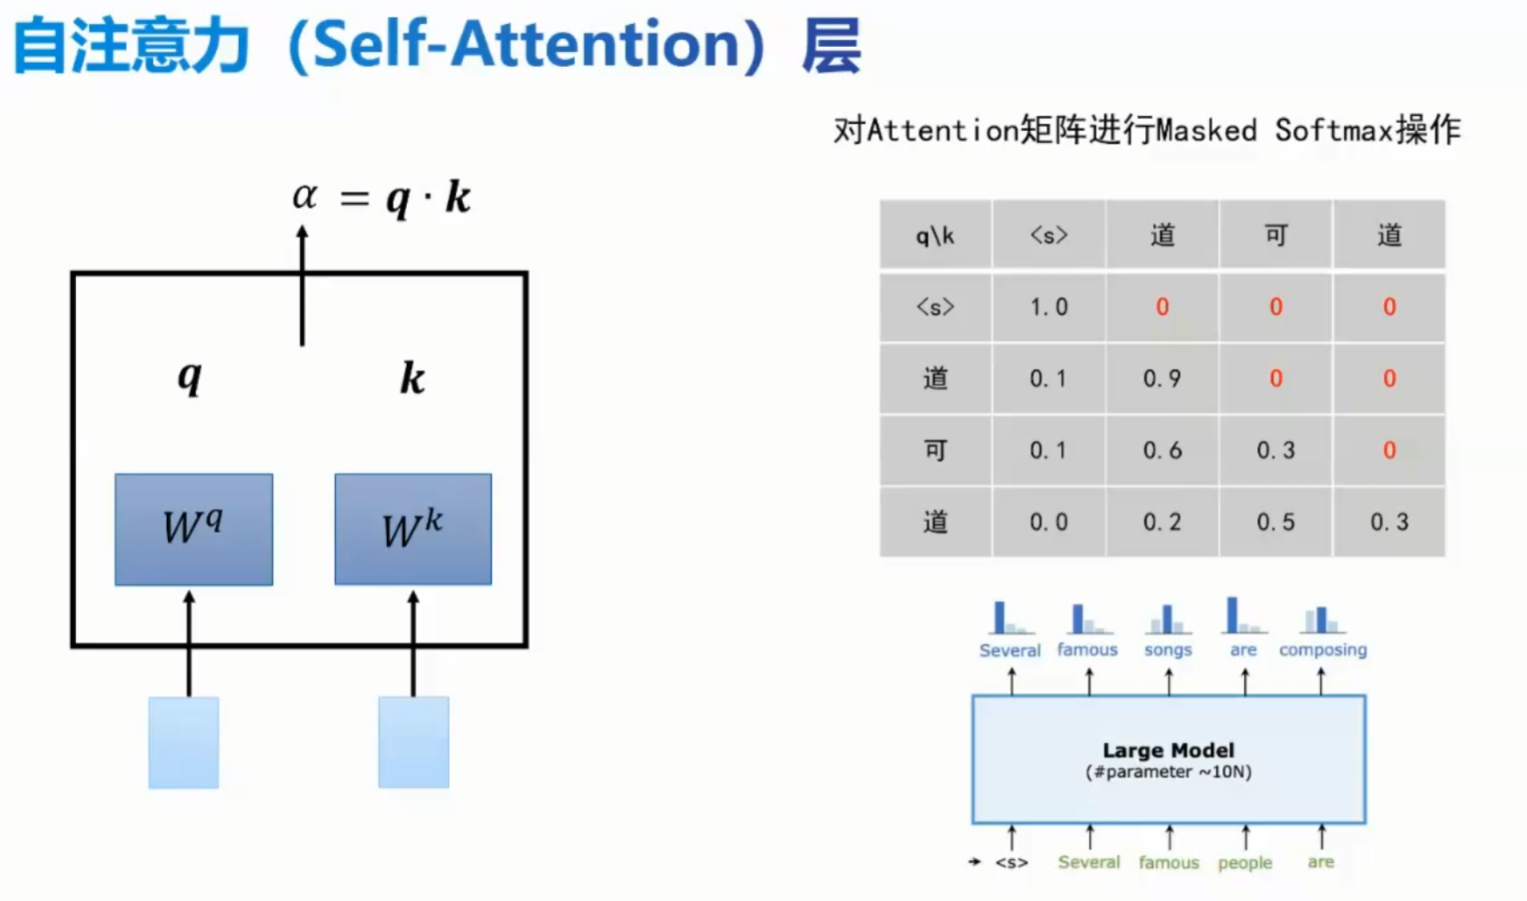 自注意力（Self-Attention）层
α = q · k
q k
W^q W^k
对Attention矩阵进行Masked Softmax操作
q\k <s> 道 可 道
<s> 1.0 0 0 0
道 0.1 0.9 0 0
可 0.1 0.6 0.3 0
道 0.0 0.2 0.5 0.3
Several famous songs are composing
Large Model
(#parameter ~10N)
<s> Several famous people are